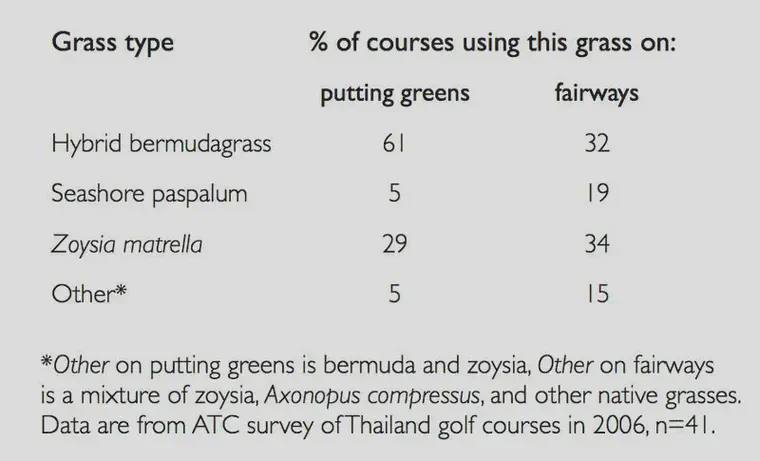 Grass type % of courses using this grass on:
putting greens fairways
Hybrid bermudagrass 61 32
Seashore paspalum 5 19
Zoysia matrella 29 34
Other* 5 15
*Other on putting greens is bermuda and zoysia, Other on fairways
is a mixture of zoysia, Axonopus compressus, and other native grasses.
Data are from ATC survey of Thailand golf courses in 2006, n=41.